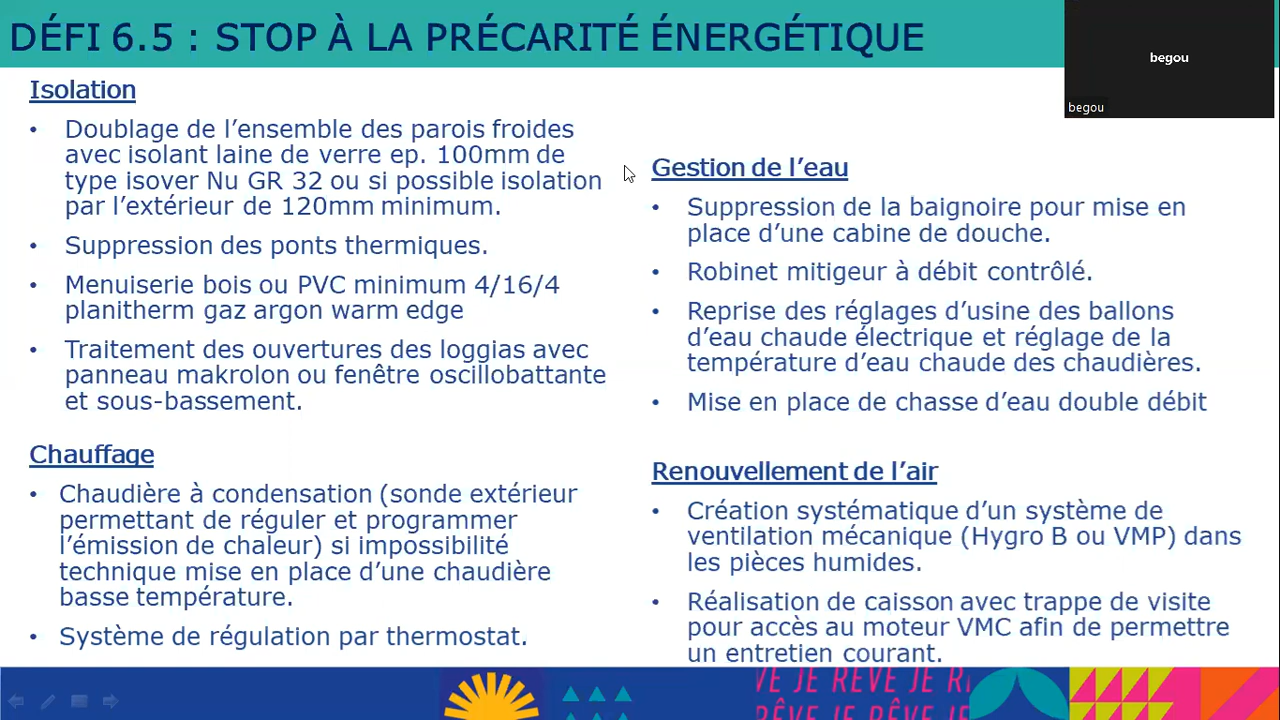 DÉFI 6.5 : STOP À LA PRÉCARITÉ ÉNERGÉTIQUE
begou
begou
Isolation
• Doublage de l’ensemble des parois froides
avec isolant laine de verre ep. 100mm de
type isover Nu GR 32 ou si possible isolation
par l’extérieur de 120mm minimum.
• Suppression des ponts thermiques.
• Menuiserie bois ou PVC minimum 4/16/4
planitherm gaz argon warm edge
• Traitement des ouvertures des loggias avec
panneau makrolon ou fenêtre oscillobattante
et sous-bassement.
Chauffage
• Chaudière à condensation (sonde extérieur
permettant de réguler et programmer
l’émission de chaleur) si impossibilité
technique mise en place d’une chaudière
basse température.
• Système de régulation par thermostat.
Gestion de l’eau
• Suppression de la baignoire pour mise en
place d’une cabine de douche.
• Robinet mitigeur à débit contrôlé.
• Reprise des réglages d’usine des ballons
d’eau chaude électrique et réglage de la
température d’eau chaude des chaudières.
• Mise en place de chasse d’eau double débit
Renouvellement de l’air
• Création systématique d’un système de
ventilation mécanique (Hygro B ou VMP) dans
les pièces humides.
• Réalisation de caisson avec trappe de visite
pour accès au moteur VMC afin de permettre
un entretien courant.
VE JE RÊVE JE RÊ
RÊVE JE RÊVE